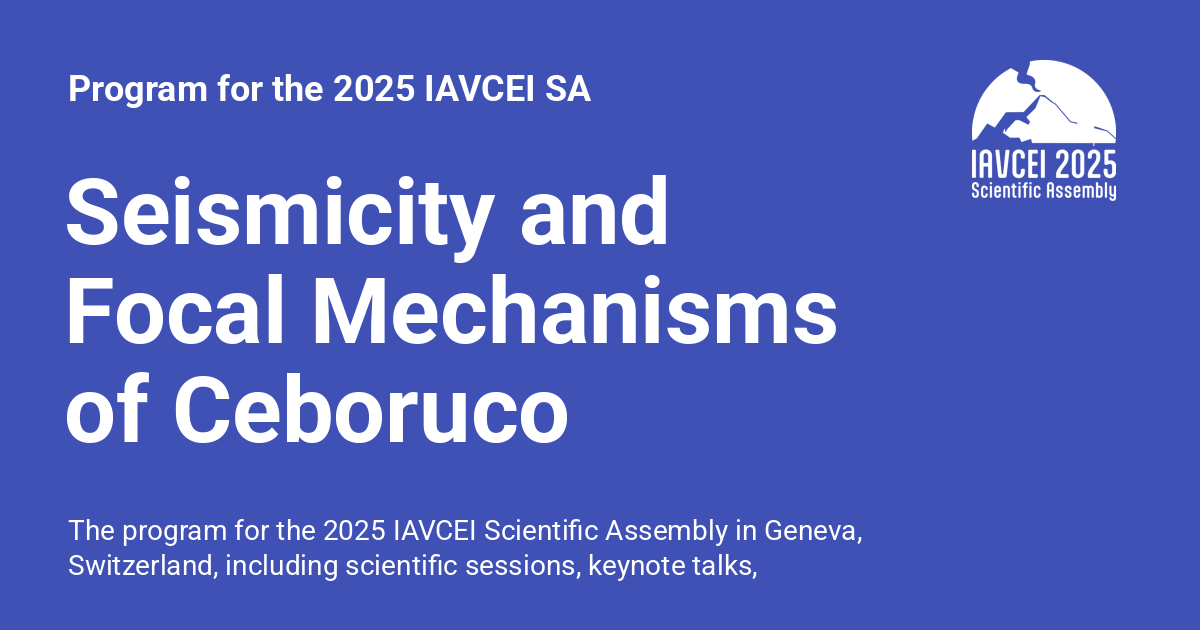 Program for the 2025 IAVCEI SA
IAVCEI 2025
Scientific Assembly
Seismicity and
Focal Mechanisms
of Ceboruco
The program for the 2025 IAVCEI Scientific Assembly in Geneva,
Switzerland, including scientific sessions, keynote talks,